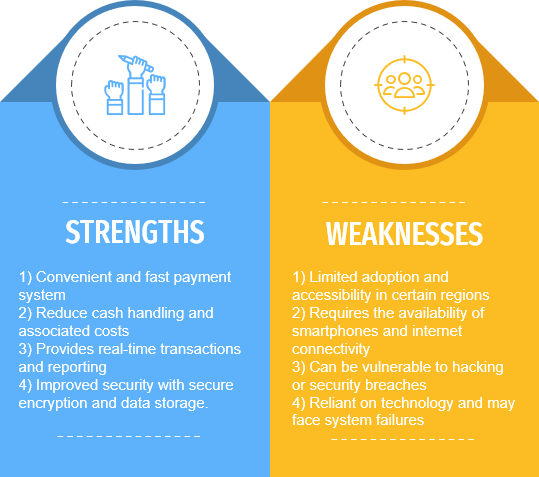 STRENGTHS
1) Convenient and fast payment
system
2) Reduce cash handling and
associated costs
3) Provides real-time transactions
and reporting
4) Improved security with secure
encryption and data storage.
WEAKNESSES
1) Limited adoption and
accessibility in certain regions
2) Requires the availability of
smartphones and internet
connectivity
3) Can be vulnerable to hacking
or security breaches
4) Reliant on technology and may
face system failures